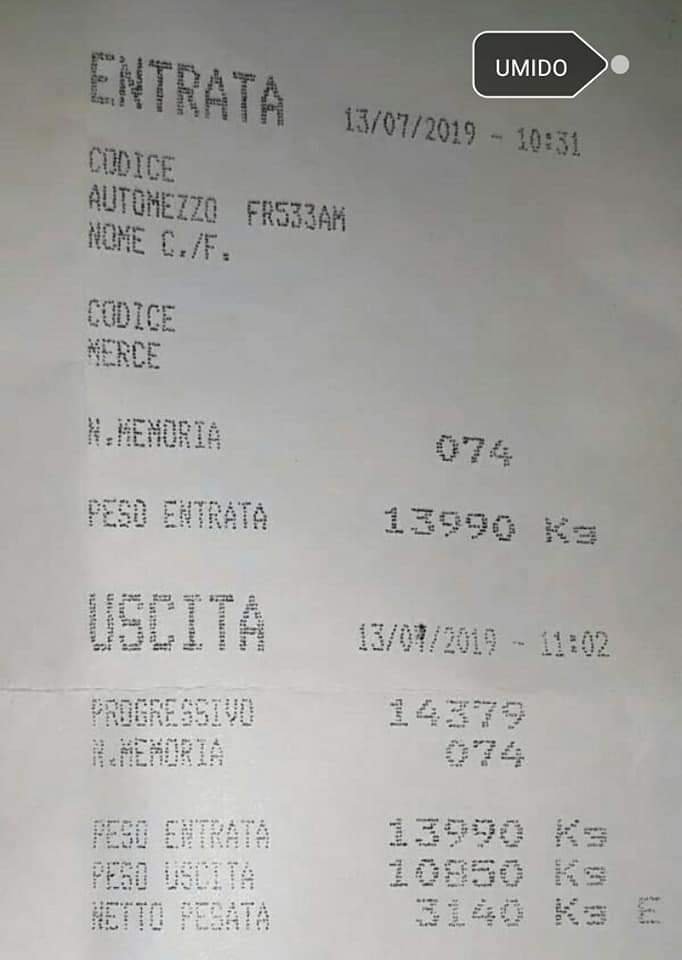 UMIDO
ENTRATA 13/07/2019 - 10:31
CODICE
AUTOMEZZO FR533AM
NOME C./F.
CODICE
MERCE
N.MEMORIA 074
PESO ENTRATA 13990 Kg
USCITA 13/07/2019 - 11:02
PROGRESSIVO 14379
N.MEMORIA 074
PESO ENTRATA 13990 Kg
PESO USCITA 10850 Kg
NETTO PESATA 3140 Kg E